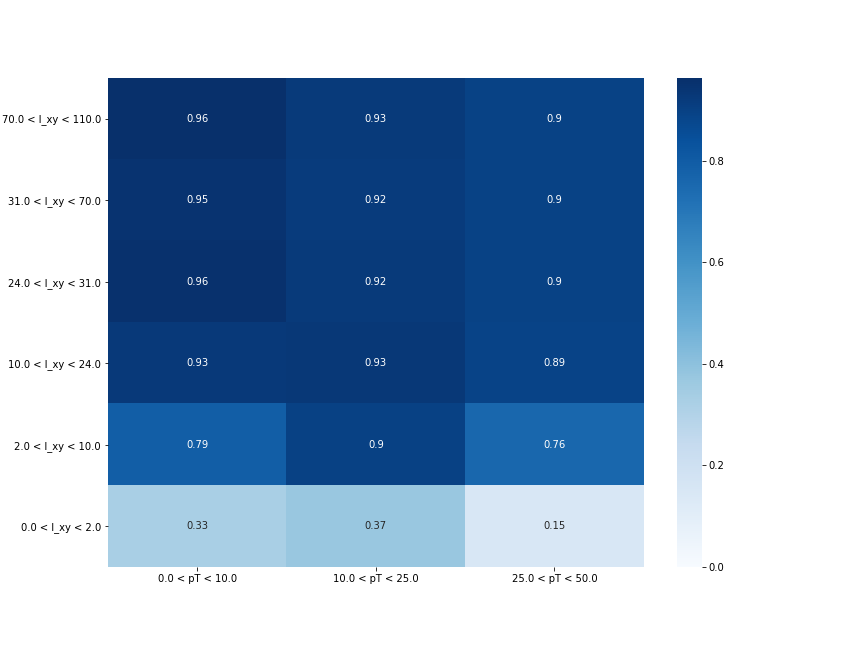 70.0 < l_xy < 110.0 0.96 0.93 0.9
0.8
31.0 < l_xy < 70.0 0.95 0.92 0.9
0.6
24.0 < l_xy < 31.0 0.96 0.92 0.9
10.0 < l_xy < 24.0 0.93 0.93 0.89
0.4
2.0 < l_xy < 10.0 0.79 0.9 0.76
0.2
0.0 < l_xy < 2.0 0.33 0.37 0.15
0.0
0.0 < pT < 10.0 10.0 < pT < 25.0 25.0 < pT < 50.0